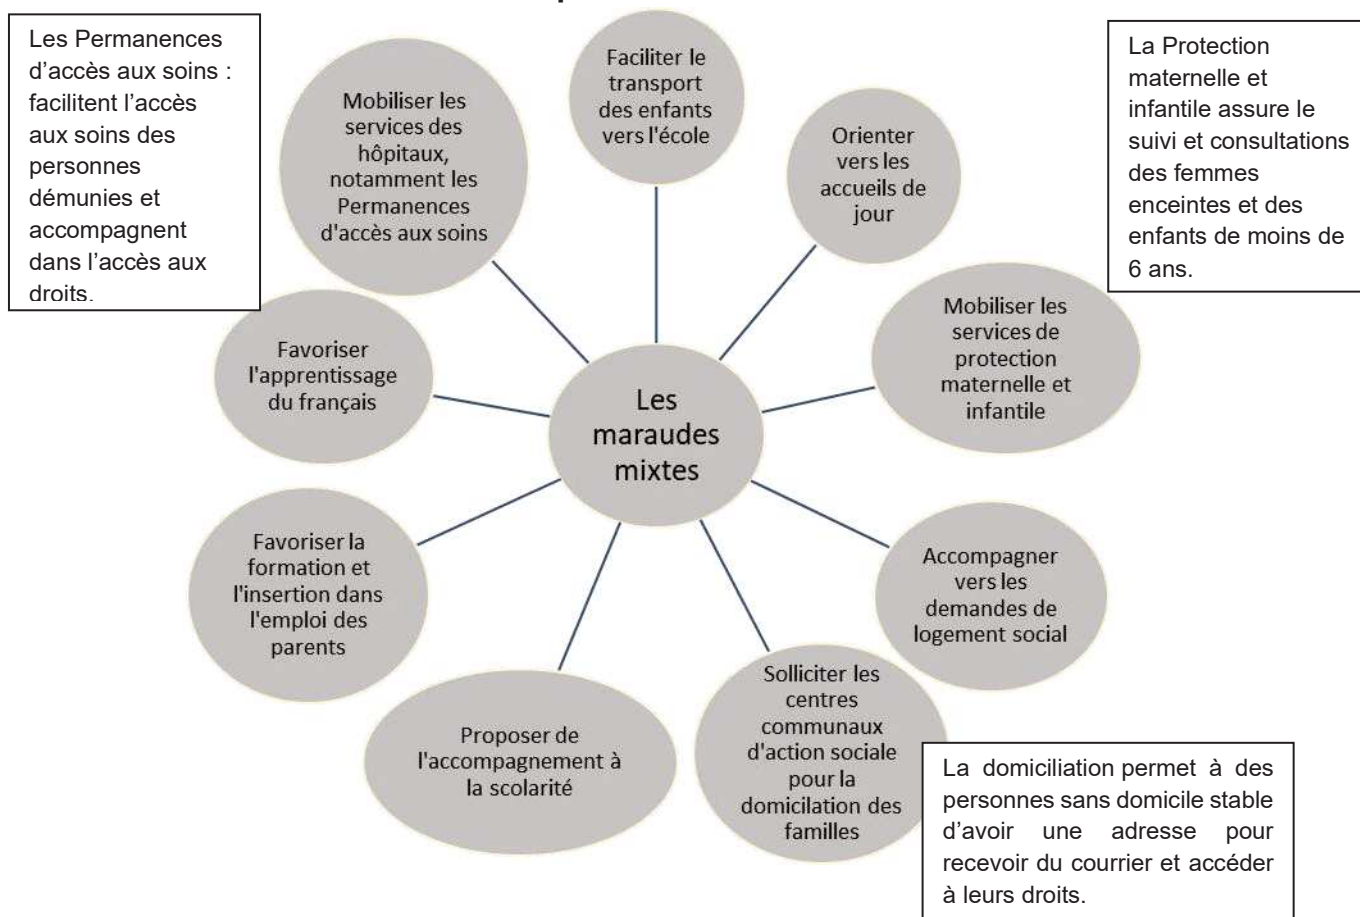 Les Permanences
d’accès aux soins :
facilitent l’accès
aux soins des
personnes
démunies et
accompagnent
dans l’accès aux
droits.
Mobiliser les
services des
hôpitaux,
notamment les
Permanences
d'accès aux soins
Faciliter le
transport
des enfants
vers l'école
Orienter
vers les
accueils de
jour
La Protection
maternelle et
infantile assure le
suivi et consultations
des femmes
enceintes et des
enfants de moins de
6 ans.
Mobiliser les
services de
protection
maternelle et
infantile
Favoriser
l'apprentissage
du français
Les
maraudes
mixtes
Favoriser la
formation et
l'insertion dans
l'emploi des
parents
Accompagner
vers les
demandes de
logement social
Proposer de
l'accompagnement à
la scolarité
Solliciter les
centres
communaux
d'action sociale
pour la
domicilation des
familles
La domiciliation permet à des
personnes sans domicile stable
d’avoir une adresse pour
recevoir du courrier et accéder
à leurs droits.